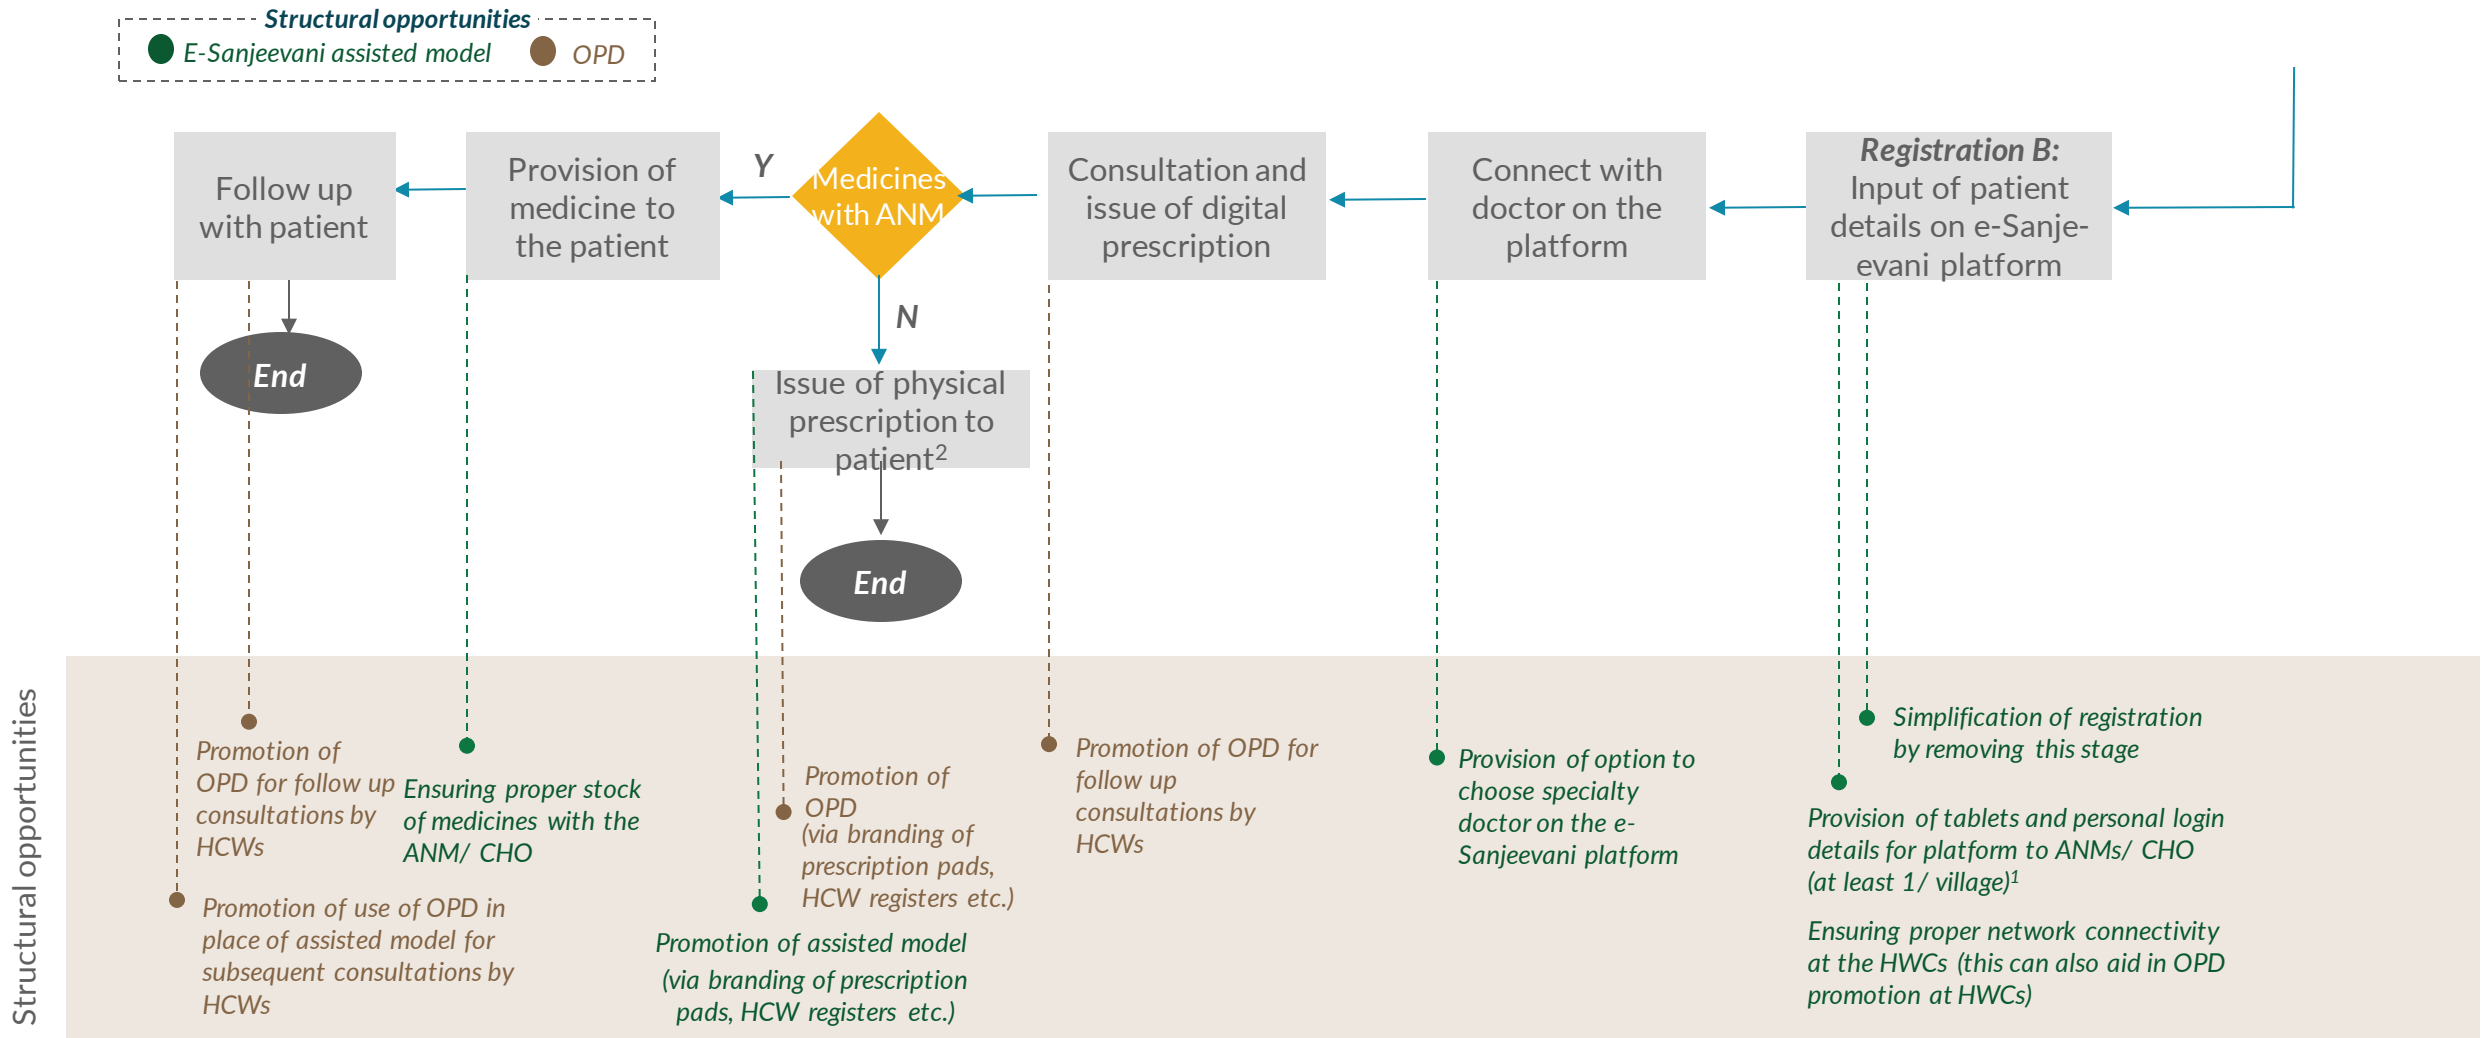 Structural opportunities
E-Sanjeevani assisted model
OPD
Follow up
with patient
Provision of
medicine to
the patient
Y
Medicines
with ANM
Consultation and
issue of digital
prescription
Connect with
doctor on the
platform
Registration B:
Input of patient
details on e-Sanje-
evani platform
N
End
Issue of physical
prescription to
patient2
End
Structural opportunities
Promotion of
OPD for follow up
consultations by
HCWs
Promotion of use of OPD in
place of assisted model for
subsequent consultations by
HCWs
Ensuring proper stock
of medicines with the
ANM/ CHO
Promotion of
OPD
(via branding of
prescription pads,
HCW registers etc.)
Promotion of assisted model
(via branding of prescription
pads, HCW registers etc.)
Promotion of OPD for
follow up
consultations by
HCWs
Provision of option to
choose specialty
doctor on the e-
Sanjeevani platform
Simplification of registration
by removing this stage
Provision of tablets and personal login
details for platform to ANMs/ CHO
(at least 1/ village)1
Ensuring proper network connectivity
at the HWCs (this can also aid in OPD
promotion at HWCs)